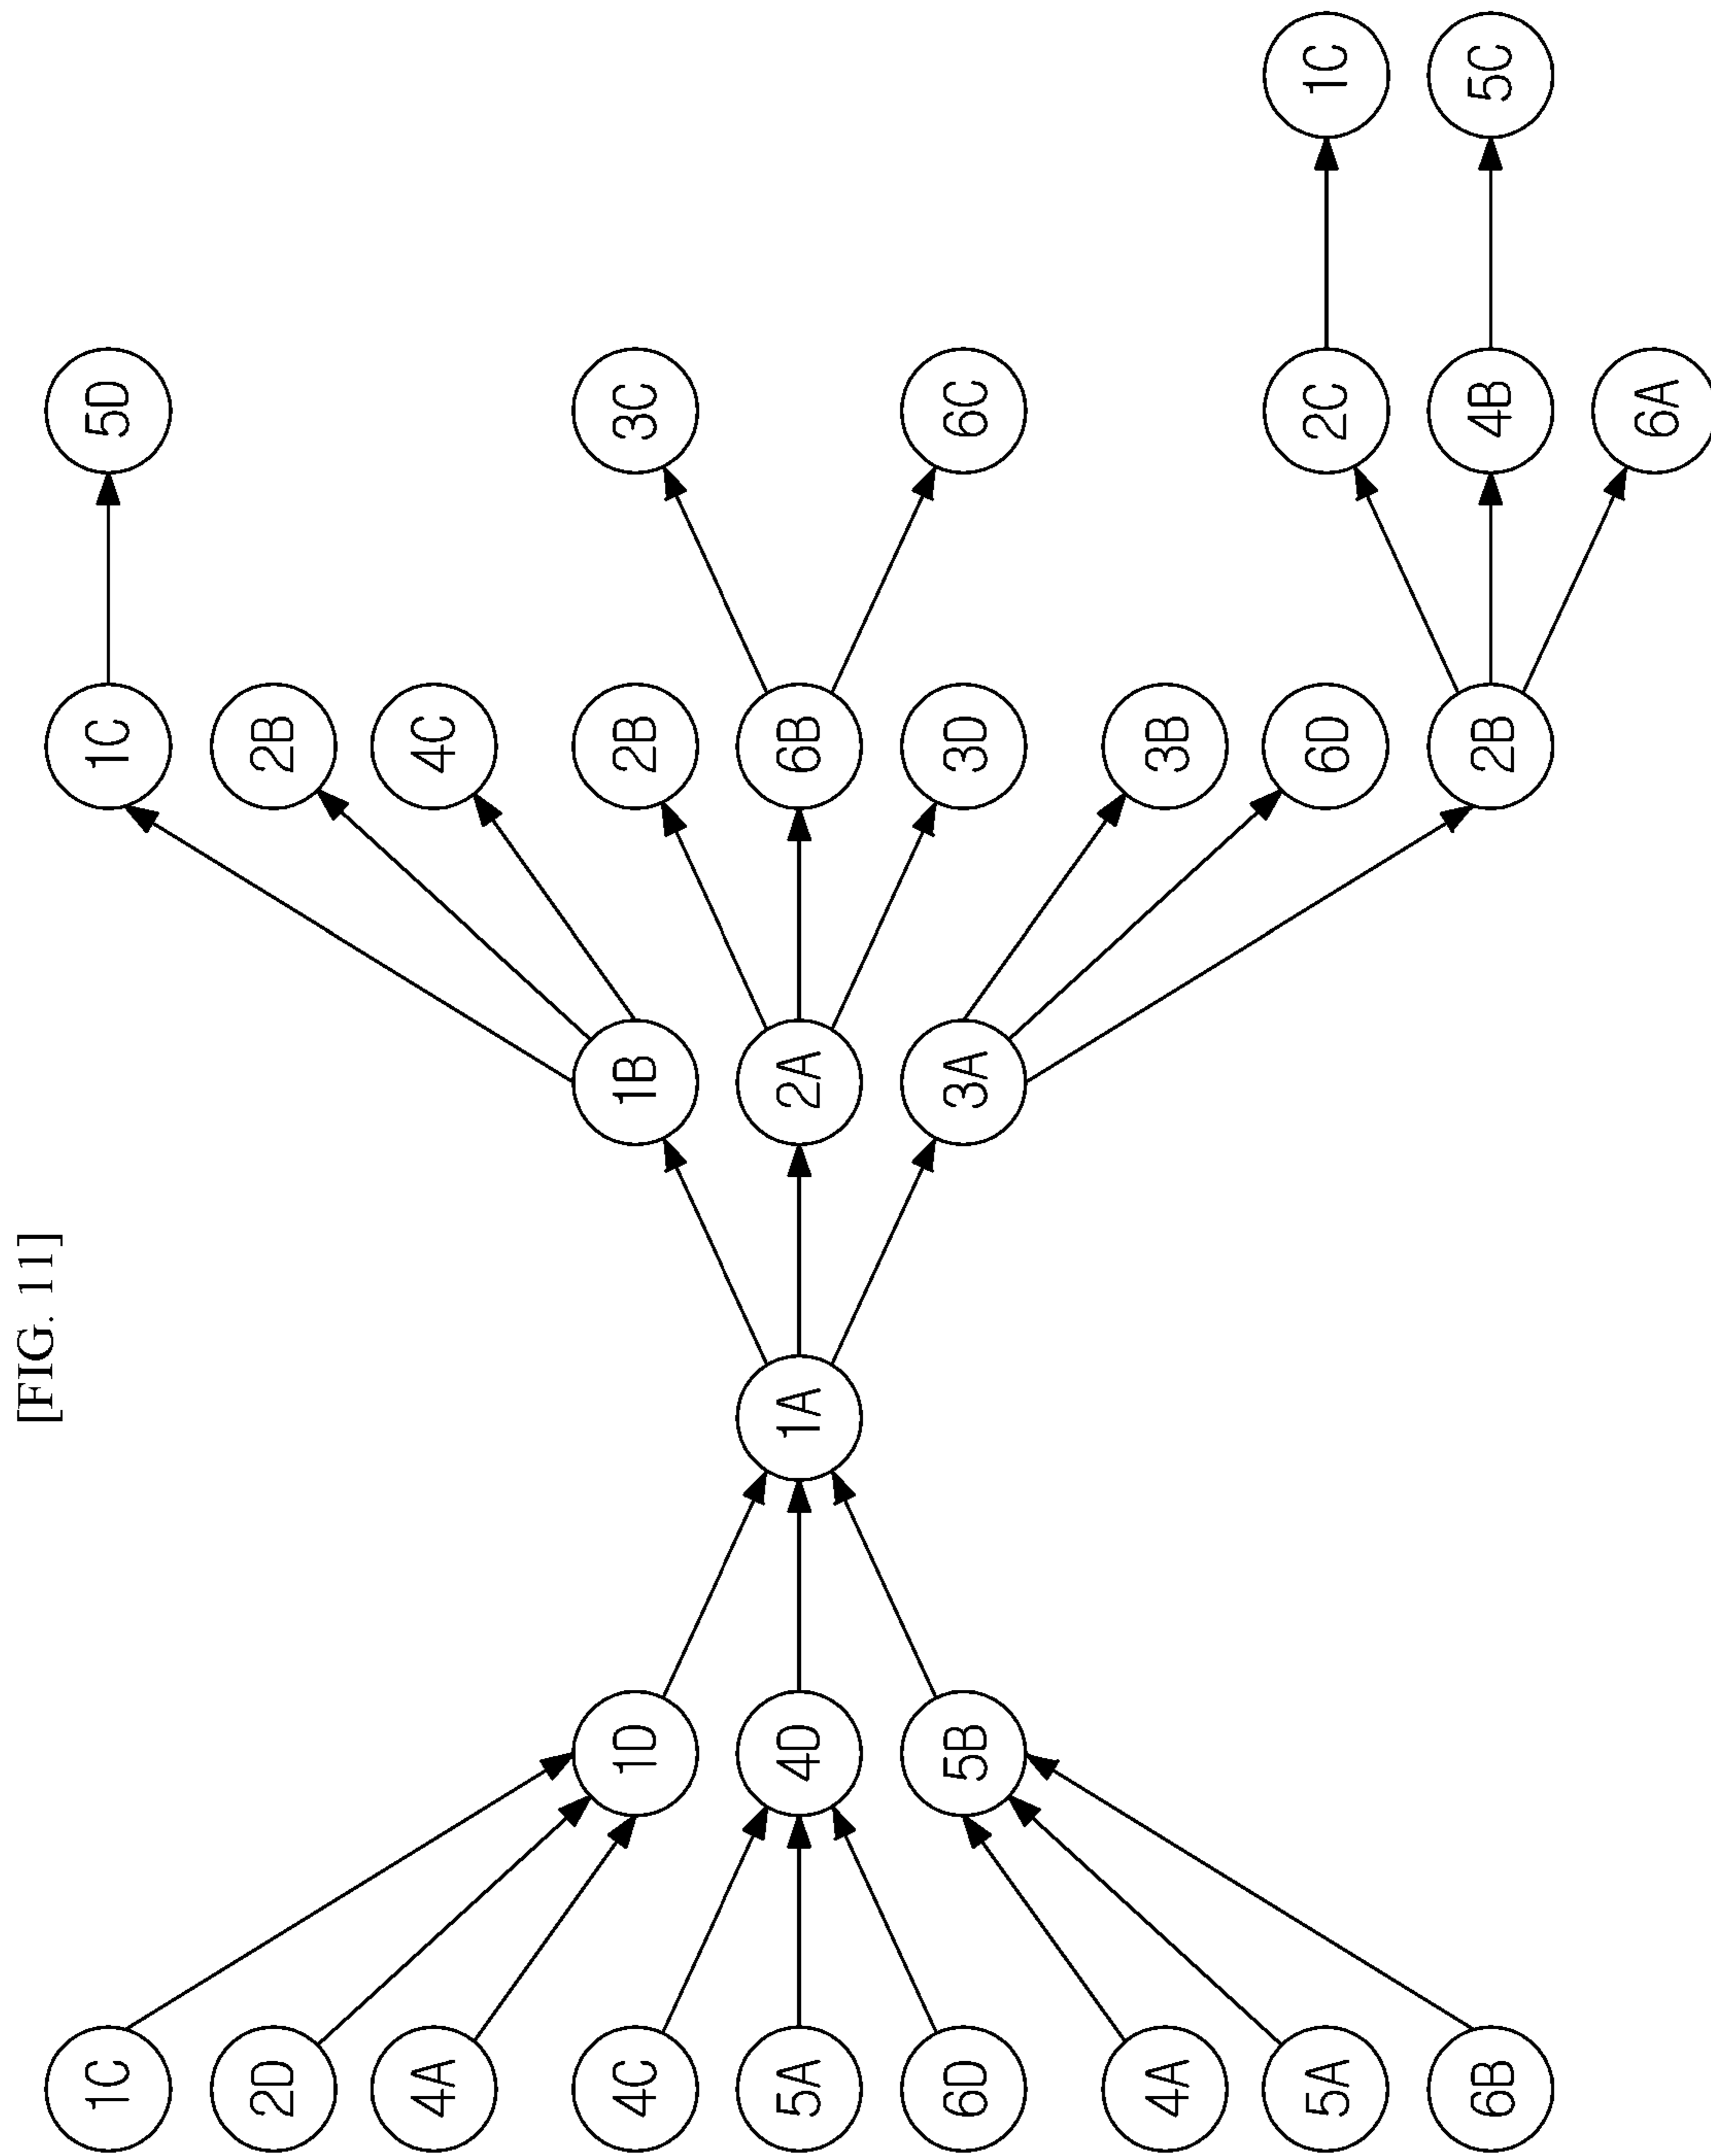 [FIG. 11]
1C 1C 5D
2D 2B
4A 4C
4C 1D 1B 2B 3C
5A 4D 1A 2A 6B
6D 5B 3A 3D 6C
4A 3B
5A 6D 2C 1C
6B 2B 4B 5C
6A